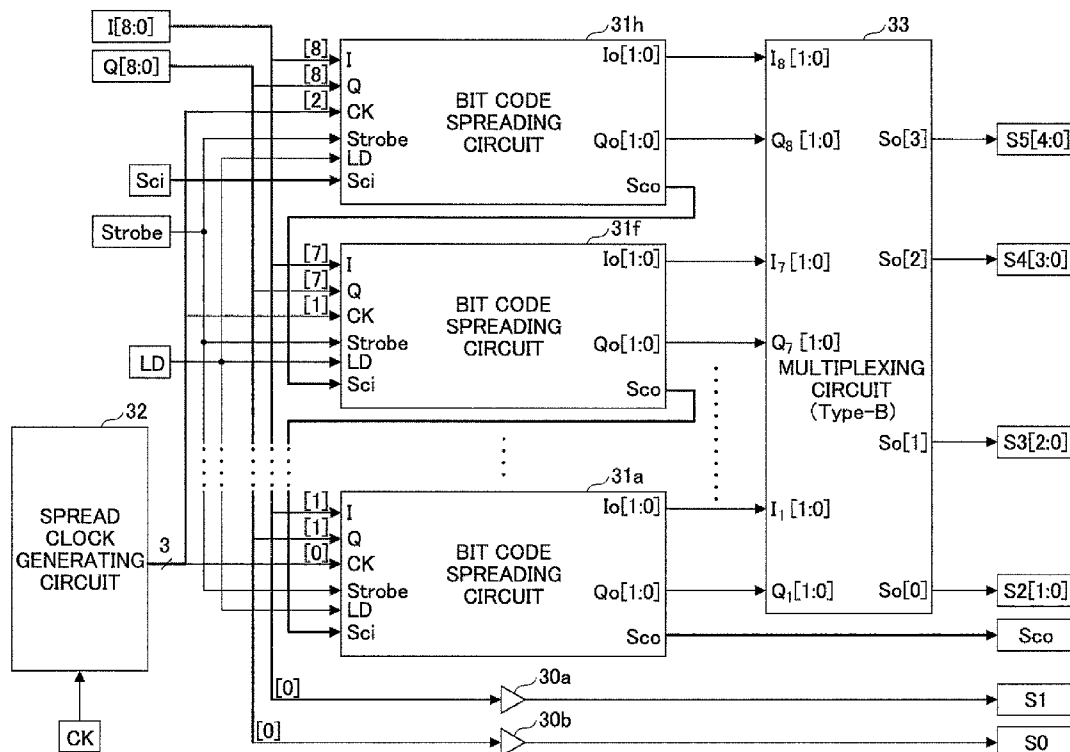 I[8:0]
Q[8:0]
Sci
Strobe
LD
32
SPREAD
CLOCK
GENERATING
CIRCUIT
3
CK
31h
[8]
I
[8]
Q
[2]
CK
Strobe
LD
Sci
BIT CODE
SPREADING
CIRCUIT
Io[1:0]
Qo[1:0]
Sco
31f
[7]
I
[7]
Q
[1]
CK
Strobe
LD
Sci
BIT CODE
SPREADING
CIRCUIT
Io[1:0]
Qo[1:0]
Sco
31a
[1]
I
[1]
Q
[0]
CK
Strobe
LD
Sci
BIT CODE
SPREADING
CIRCUIT
Io[1:0]
Qo[1:0]
Sco
33
I8 [1:0]
Q8 [1:0]
I7 [1:0]
Q7 [1:0]
MULTIPLEXING
CIRCUIT
(Type-B)
I1 [1:0]
Q1 [1:0]
So[3]
So[2]
So[1]
So[0]
S5[4:0]
S4[3:0]
S3[2:0]
S2[1:0]
Sco
[0]
30a
S1
[0]
30b
S0